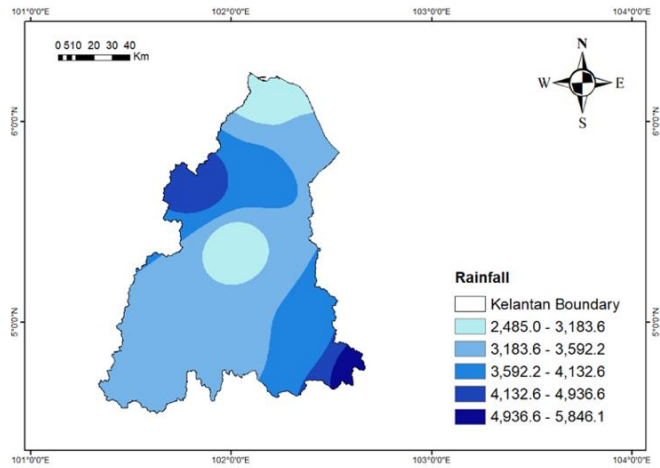 101°0'0"E 102°0'0"E 103°0'0"E 104°0'0"E
0 510 20 30 40
Km
N
W E
S
6°0'0"N 6°0'0"N
5°0'0"N 5°0'0"N
Rainfall
Kelantan Boundary
2,485.0 - 3,183.6
3,183.6 - 3,592.2
3,592.2 - 4,132.6
4,132.6 - 4,936.6
4,936.6 - 5,846.1
101°0'0"E 102°0'0"E 103°0'0"E 104°0'0"E